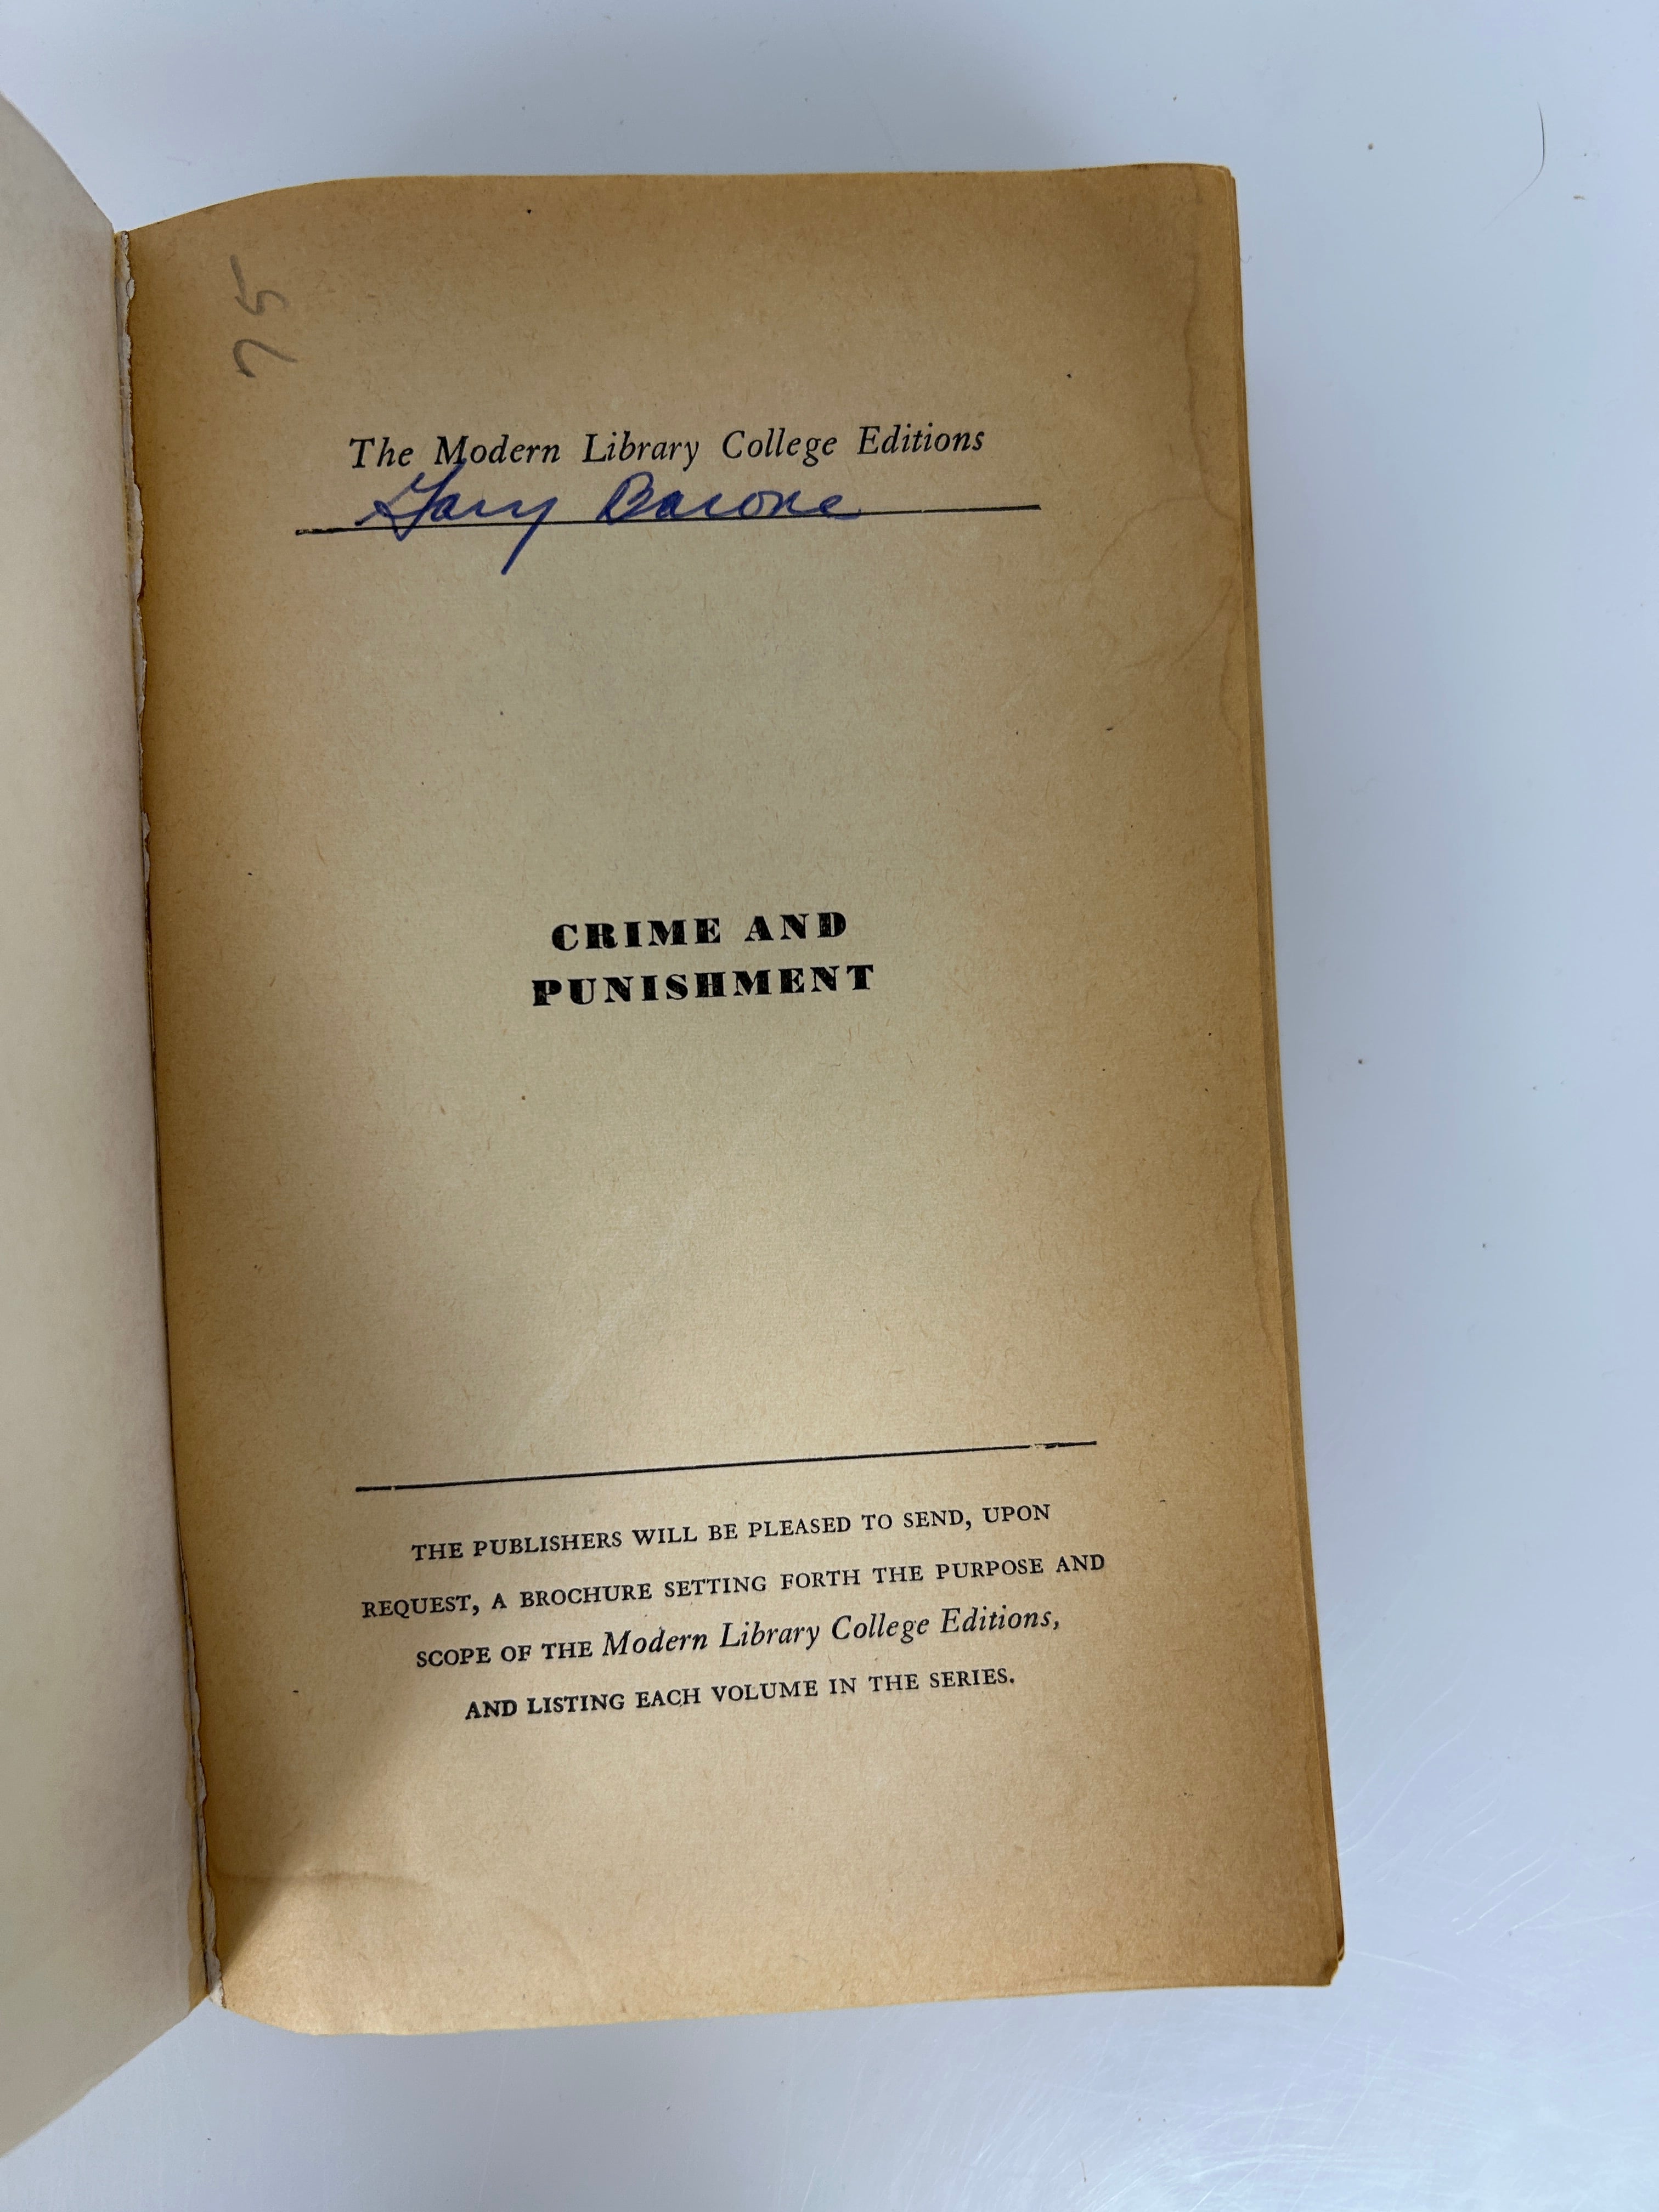 75
The Modern Library College Editions
Gary Barone
CRIME AND
PUNISHMENT
THE PUBLISHERS WILL BE PLEASED TO SEND, UPON
REQUEST, A BROCHURE SETTING FORTH THE PURPOSE AND
SCOPE OF THE Modern Library College Editions,
AND LISTING EACH VOLUME IN THE SERIES.